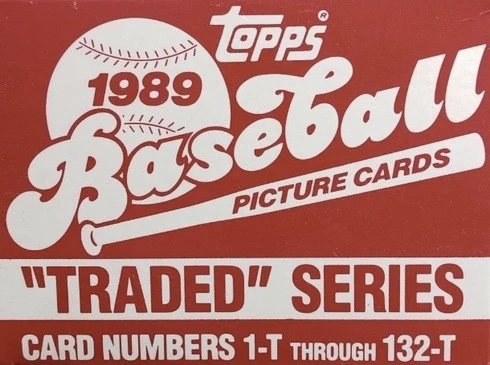 topps®
1989
Baseball
PICTURE CARDS
"TRADED" SERIES
CARD NUMBERS 1-T THROUGH 132-T